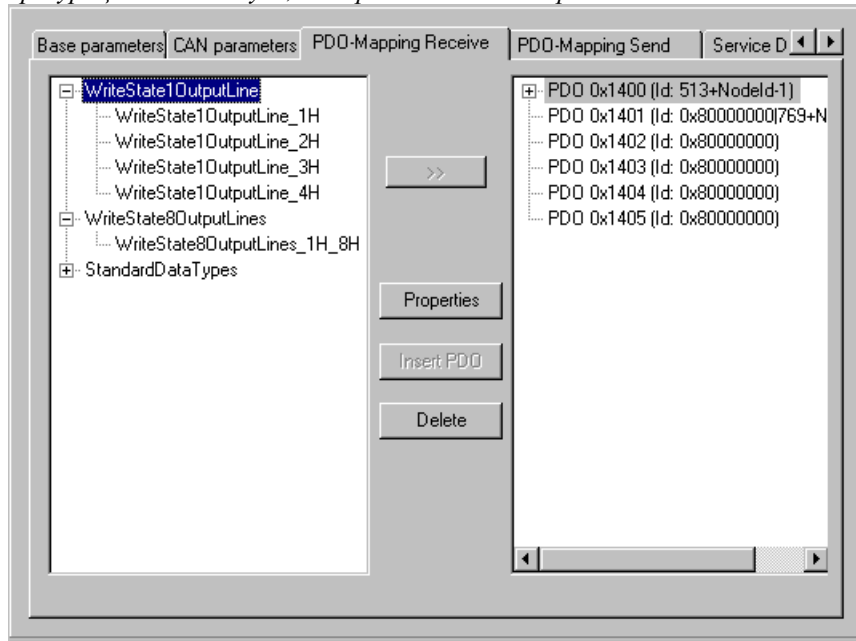 Base parameters CAN parameters PDO-Mapping Receive PDO-Mapping Send Service D
WriteState1OutputLine
WriteState1OutputLine_1H
WriteState1OutputLine_2H
WriteState1OutputLine_3H
WriteState1OutputLine_4H
WriteState8OutputLines
WriteState8OutputLines_1H_8H
StandardDataTypes
>>
Properties
Insert PDO
Delete
PDO 0x1400 (Id: 513+NodeId-1)
PDO 0x1401 (Id: 0x80000000|769+N
PDO 0x1402 (Id: 0x80000000)
PDO 0x1403 (Id: 0x80000000)
PDO 0x1404 (Id: 0x80000000)
PDO 0x1405 (Id: 0x80000000)